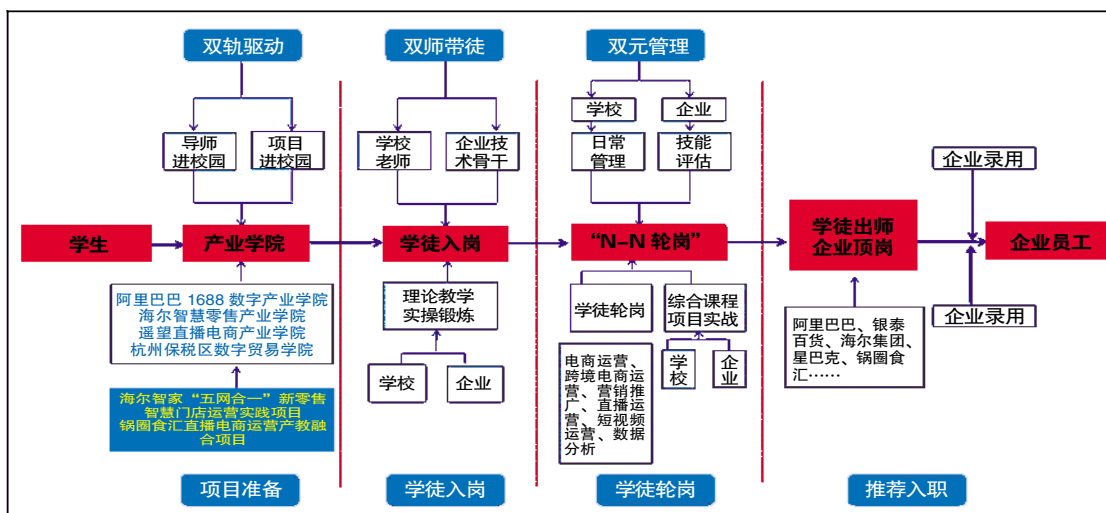 双轨驱动
双师带徒
双元管理
导师
进校园
项目
进校园
学校
老师
企业技
术骨干
学校
企业
日常
管理
技能
评估
企业录用
学生
产业学院
学徒入岗
“N-N 轮岗”
学徒出师
企业顶岗
企业员工
阿里巴巴 1688 数字产业学院
海尔智慧零售产业学院
遥望直播电商产业学院
杭州保税区数字贸易学院
海尔智家“五网合一”新零售
智慧门店运营实践项目
锅圈食汇直播电商运营产教融
合项目
理论教学
实操锻炼
学校
企业
学徒轮岗
综合课程
项目实战
电商运营、
跨境电商运
营、营销推
广、直播运
营、短视频
运营、数据
分析
学
校
企
业
阿里巴巴、银泰
百货、海尔集团、
星巴克、锅圈食
汇……
企业录用
项目准备
学徒入岗
学徒轮岗
推荐入职